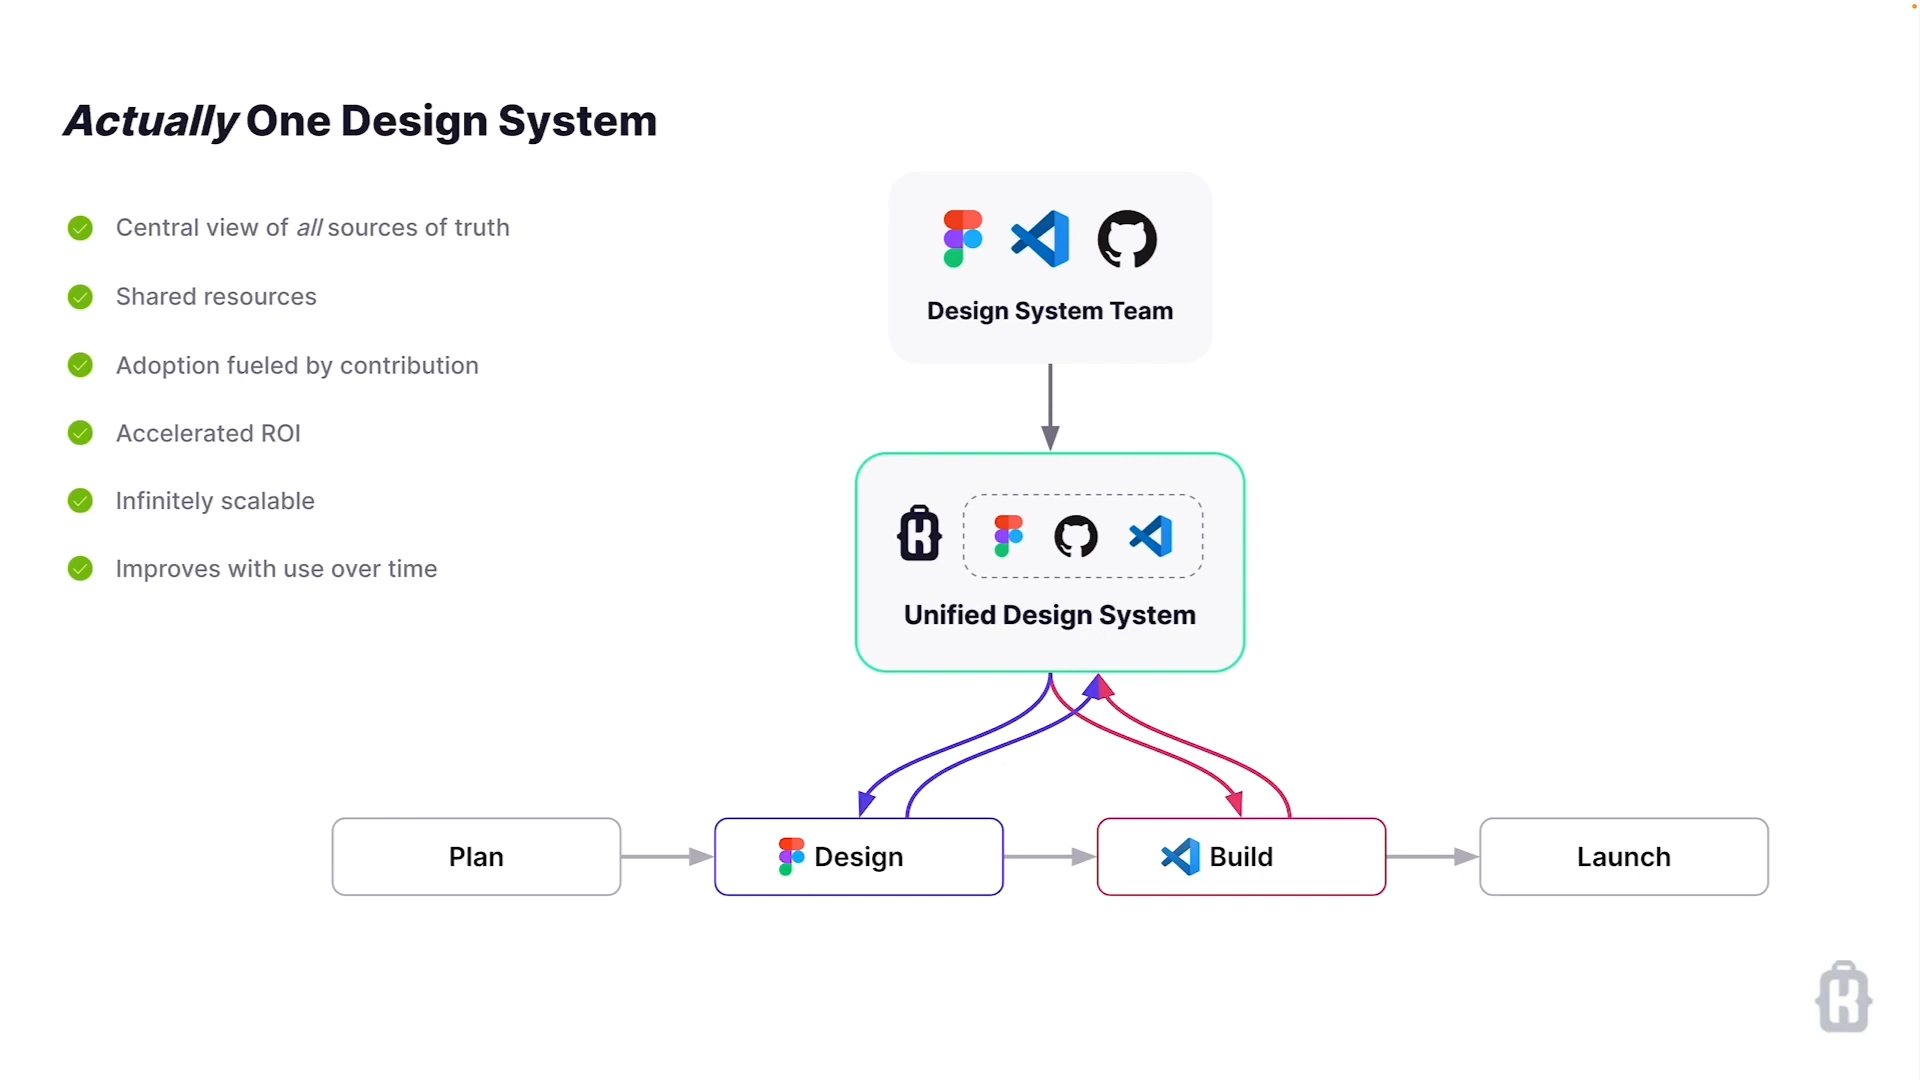 Actually One Design System
Central view of all sources of truth
Shared resources
Adoption fueled by contribution
Accelerated ROI
Infinitely scalable
Improves with use over time
Design System Team
Unified Design System
Plan
Design
Build
Launch